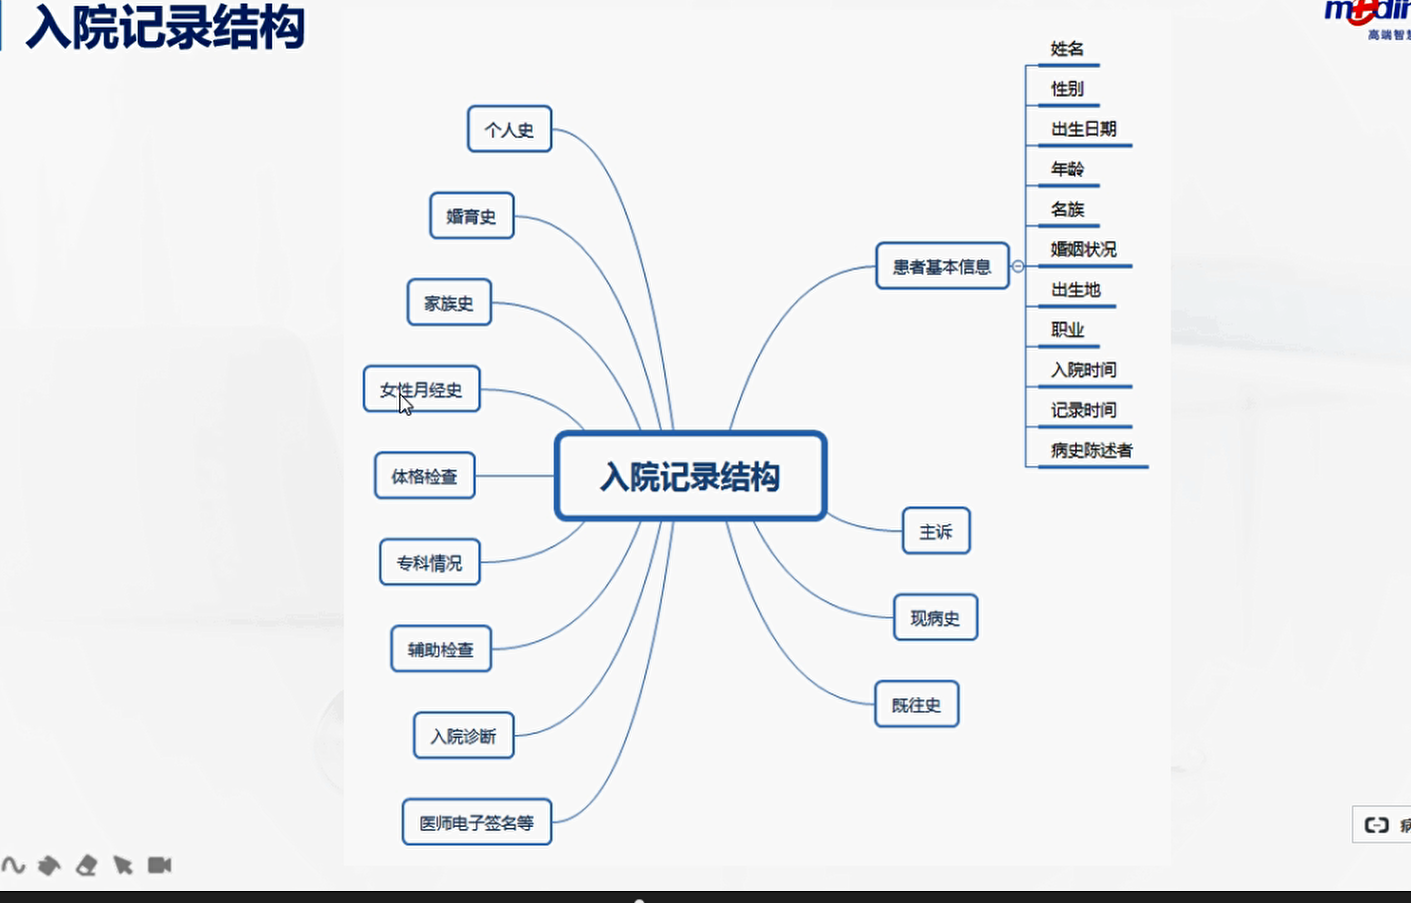 入院记录结构
高端智
姓名
性别
出生日期
年龄
名族
婚姻状况
出生地
职业
入院时间
记录时间
病史陈述者
患者基本信息
个人史
婚育史
家族史
女性月经史
体格检查
专科情况
辅助检查
入院诊断
医师电子签名等
入院记录结构
主诉
现病史
既往史